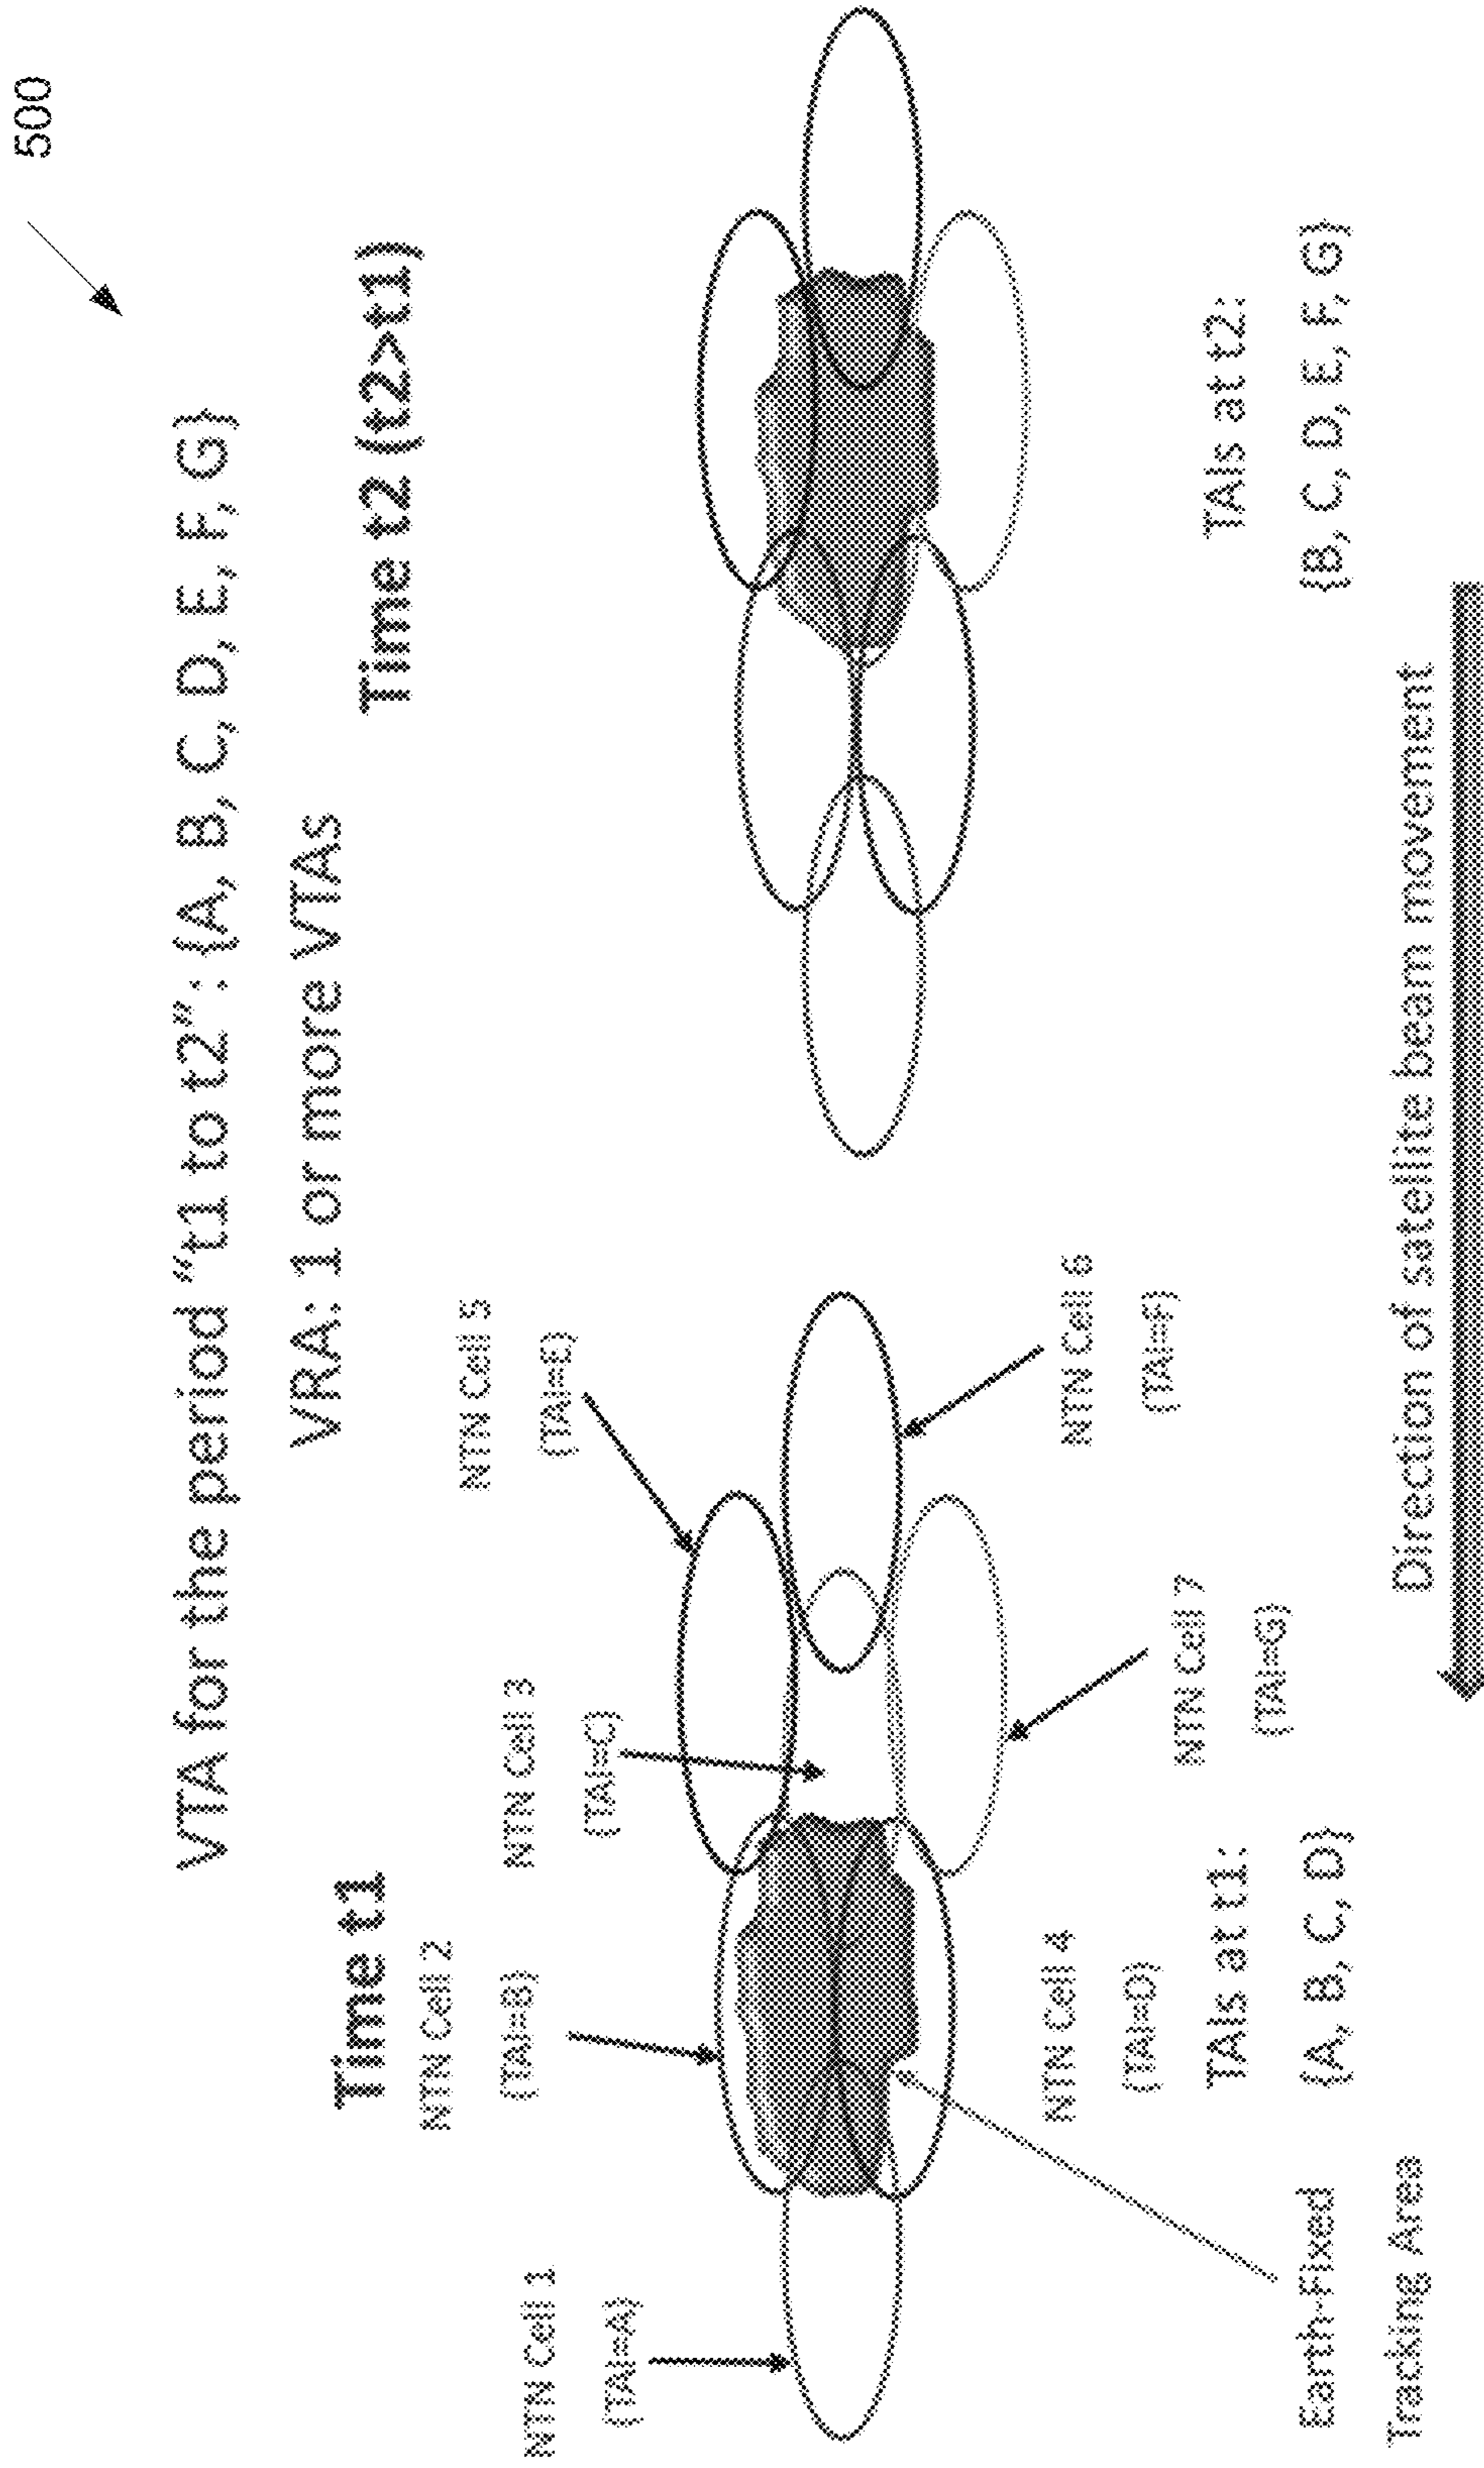 500
VTA for the period “t1 to t2”: {A, B, C, D, E, F, G}
VRA: 1 or more VTAs
Time t1
Time t2 (t2>t1)
NTN Cell 1
(TAI=A)
NTN Cell 2
(TAI=B)
NTN Cell 3
(TAI=C)
NTN Cell 5
(TAI=E)
NTN Cell 4
(TAI=D)
NTN Cell 6
(TAI=F)
NTN Cell 7
(TAI=G)
Earth-Fixed
Tracking Area
TAIs at t1:
{A, B, C, D}
TAIs at t2:
{B, C, D, E, F, G}
Direction of satellite beam movement